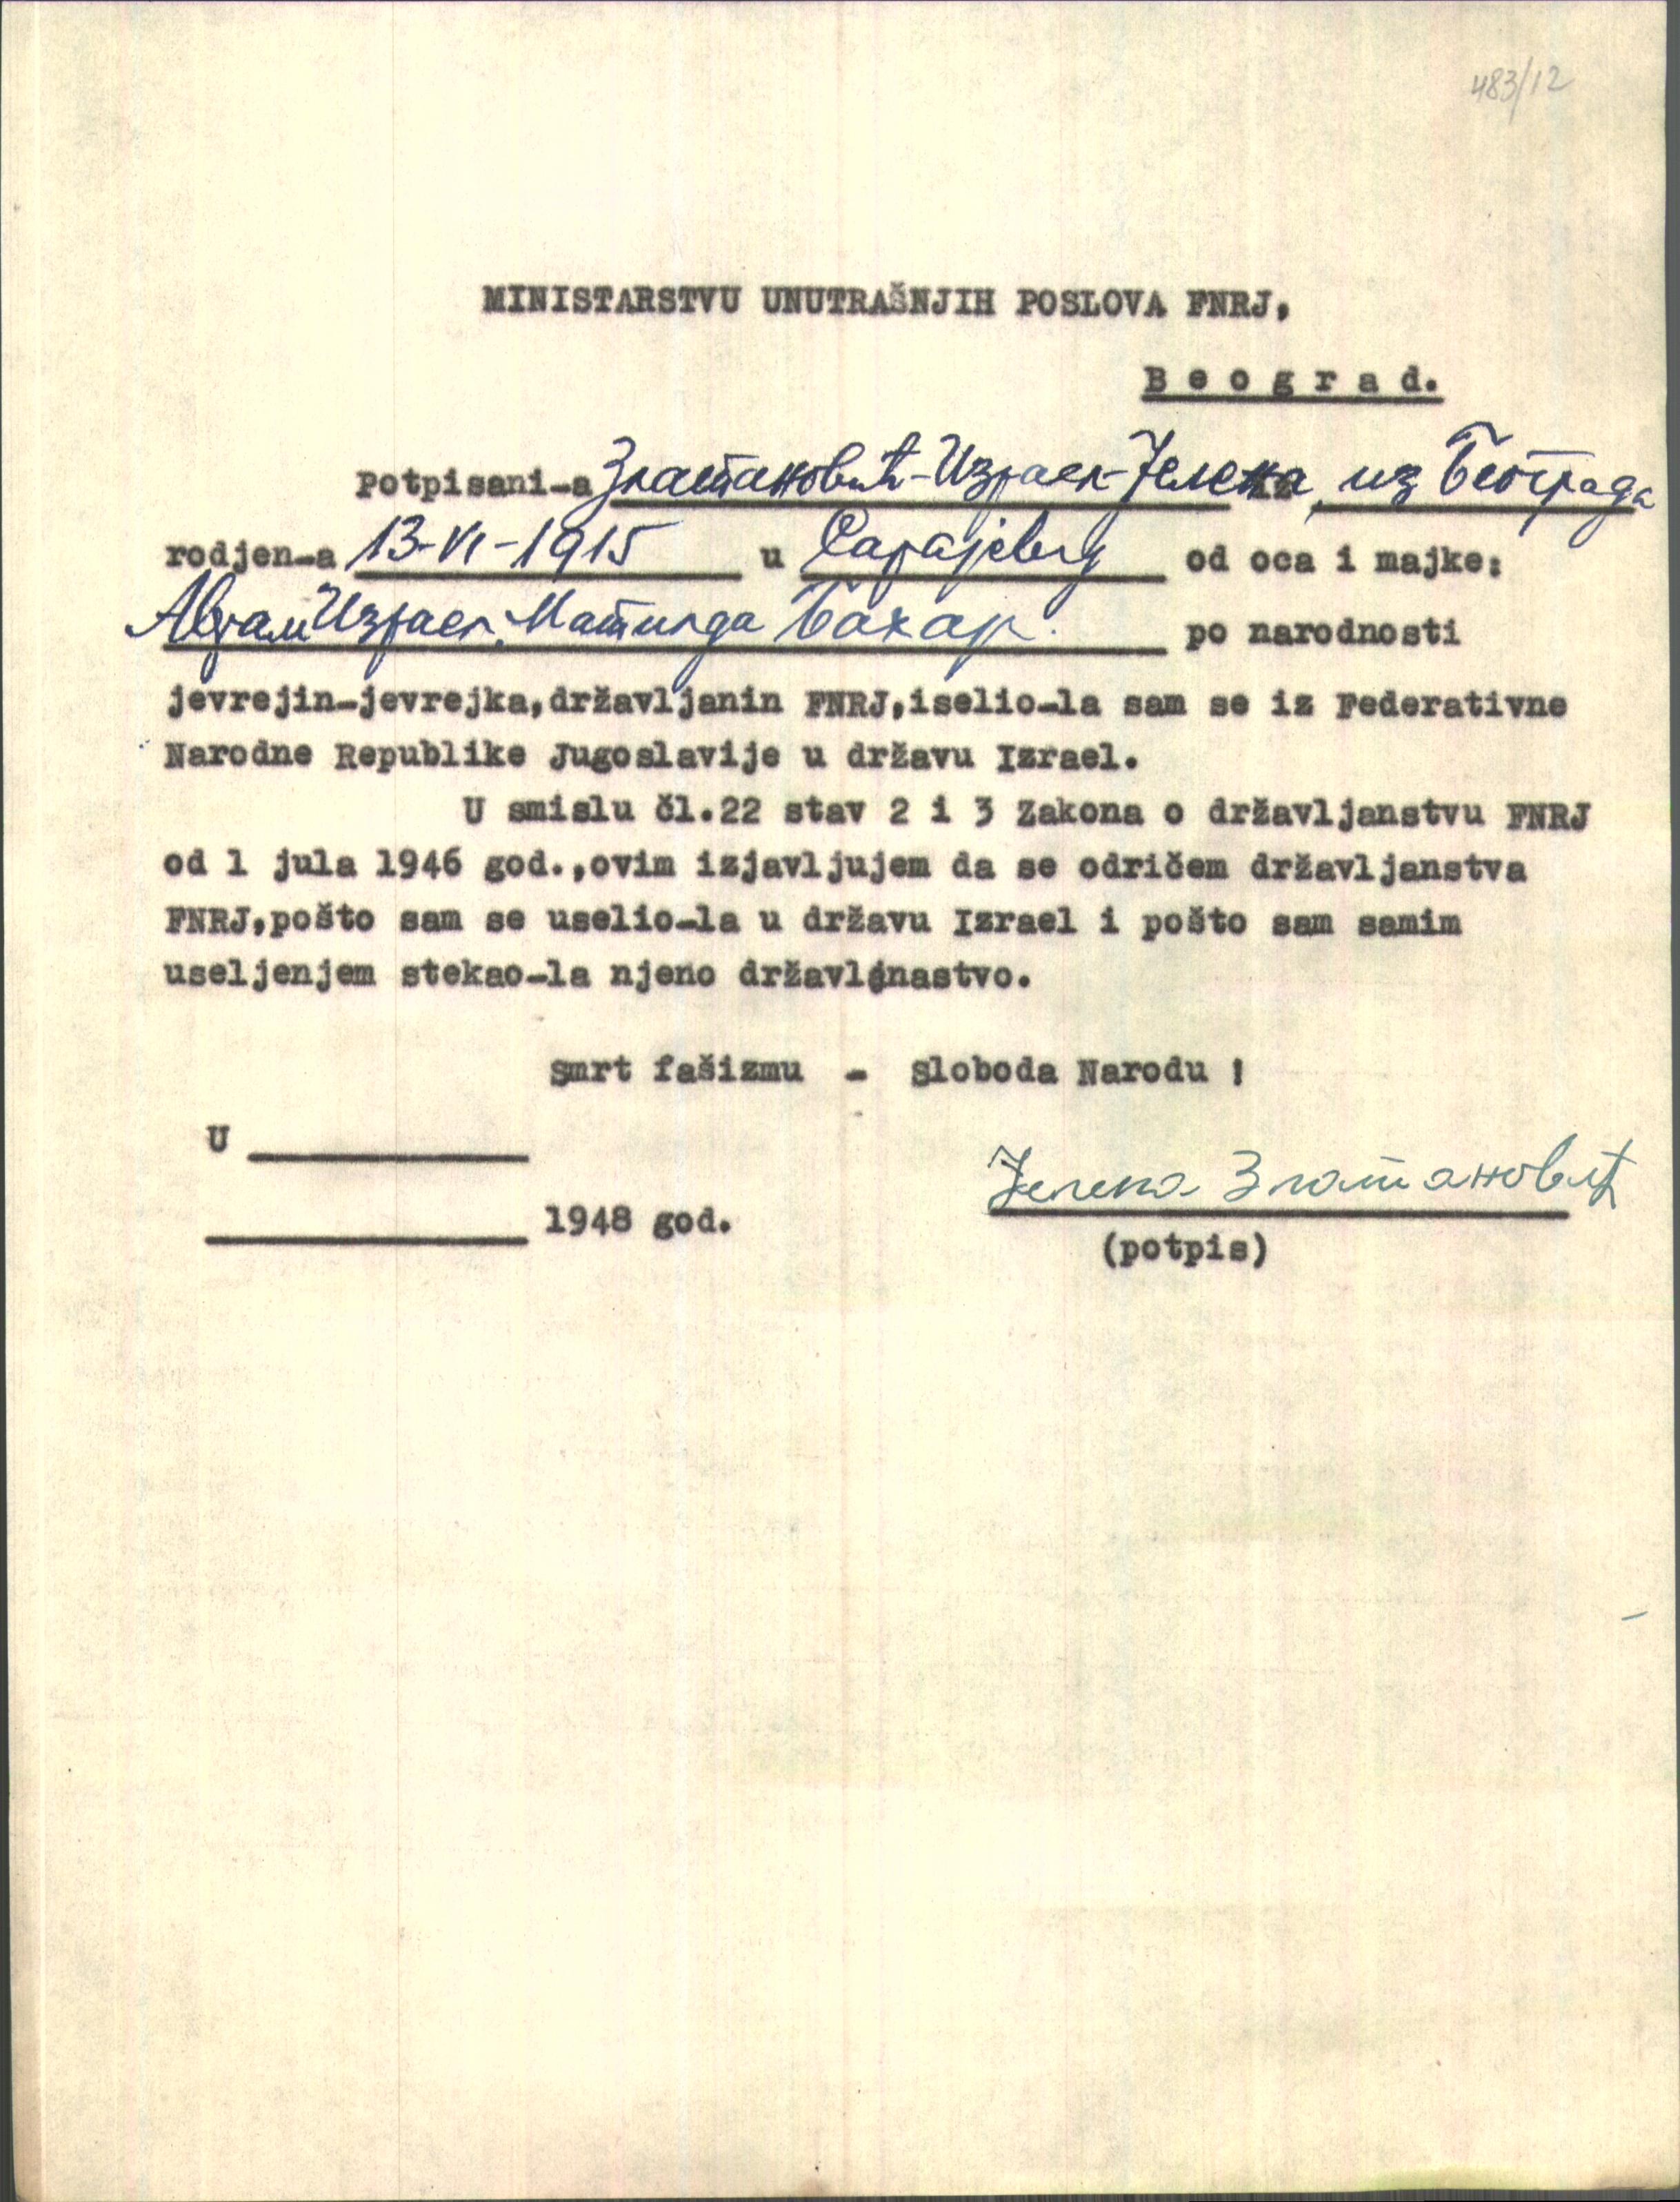 483/12
MINISTARSTVU UNUTRAŠNJIH POSLOVA FNRJ,
Beograd.
Potpisani-a Златановић-Израел-Јелена, из Београда
rodjen-a 13-VI-1915 u Сарајеву od oca i majke:
Аврам Израел, Матилда Бахар. po narodnosti
jevrejin-jevrejka,državljanin FNRJ,iselio-la sam se iz Federativne
Narodne Republike Jugoslavije u državu Izrael.
U smislu čl.22 stav 2 i 3 Zakona o državljanstvu FNRJ
od 1 jula 1946 god.,ovim izjavljujem da se odričem državljanstva
FNRJ,pošto sam se uselio-la u državu Izrael i pošto sam samim
useljenjem stekao-la njeno državljnastvo.
Smrt fašizmu - Sloboda Narodu !
U
Јелена Златановић
1948 god.
(potpis)